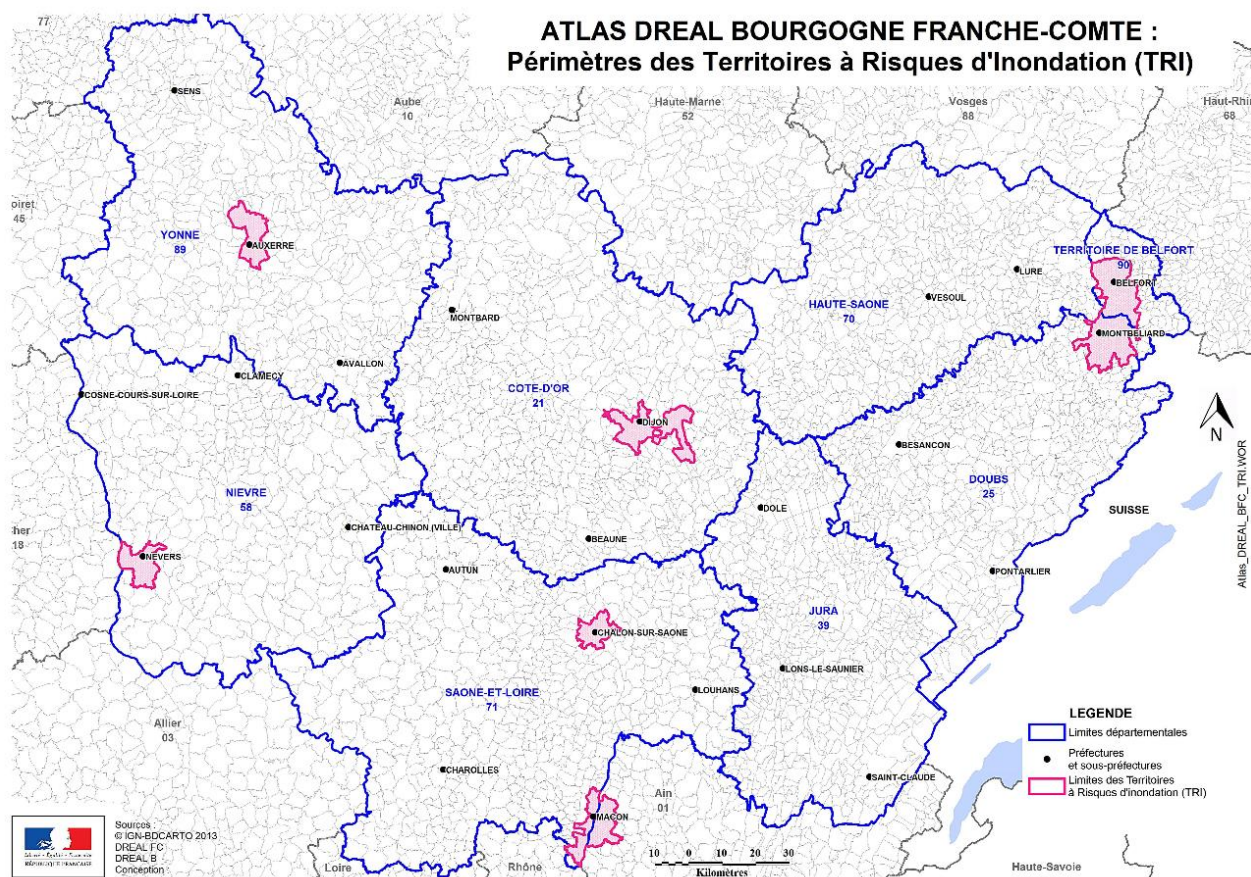 ATLAS DREAL BOURGOGNE FRANCHE-COMTE :
Périmètres des Territoires à Risques d'Inondation (TRI)
77
Aube
10
Haute-Marne
52
Vosges
88
Haut-Rhin
68
SENS
oiret
45
YONNE
89
AUXERRE
TERRITOIRE DE BELFORT
90
BELFORT
LURE
VESOUL
HAUTE-SAONE
70
MONTBELIARD
MONTBARD
AVALLON
CLAMECY
COSNE-COURS-SUR-LOIRE
COTE-D'OR
21
DIJON
BESANCON
N
DOUBS
25
NIEVRE
58
CHATEAU-CHINON (VILLE)
DOLE
SUISSE
her
18
NEVERS
BEAUNE
AUTUN
PONTARLIER
Atlas_DREAL_BFC_TRI.WOR
JURA
39
CHALON-SUR-SAONE
LONS-LE-SAUNIER
SAONE-ET-LOIRE
71
LOUHANS
Allier
03
CHAROLLES
SAINT-CLAUDE
Ain
01
MACON
LEGENDE
Limites départementales
Préfectures
et sous-préfectures
Limites des Territoires
à Risques d'inondation (TRI)
Liberté • Égalité • Fraternité
RÉPUBLIQUE FRANÇAISE
Sources
© IGN-BDCARTO 2013
DREAL FC
DREAL B
Conception
Loire
Rhône
10 0 10 20 30
Kilomètres
Haute-Savoie